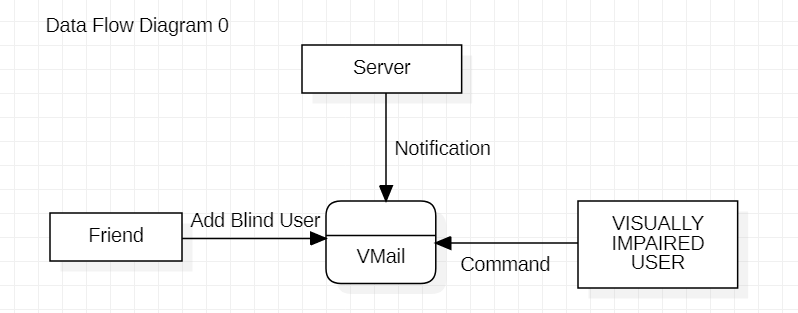 Data Flow Diagram 0
Server
Notification
Add Blind User
Friend
VMail
Command
VISUALLY
IMPAIRED
USER